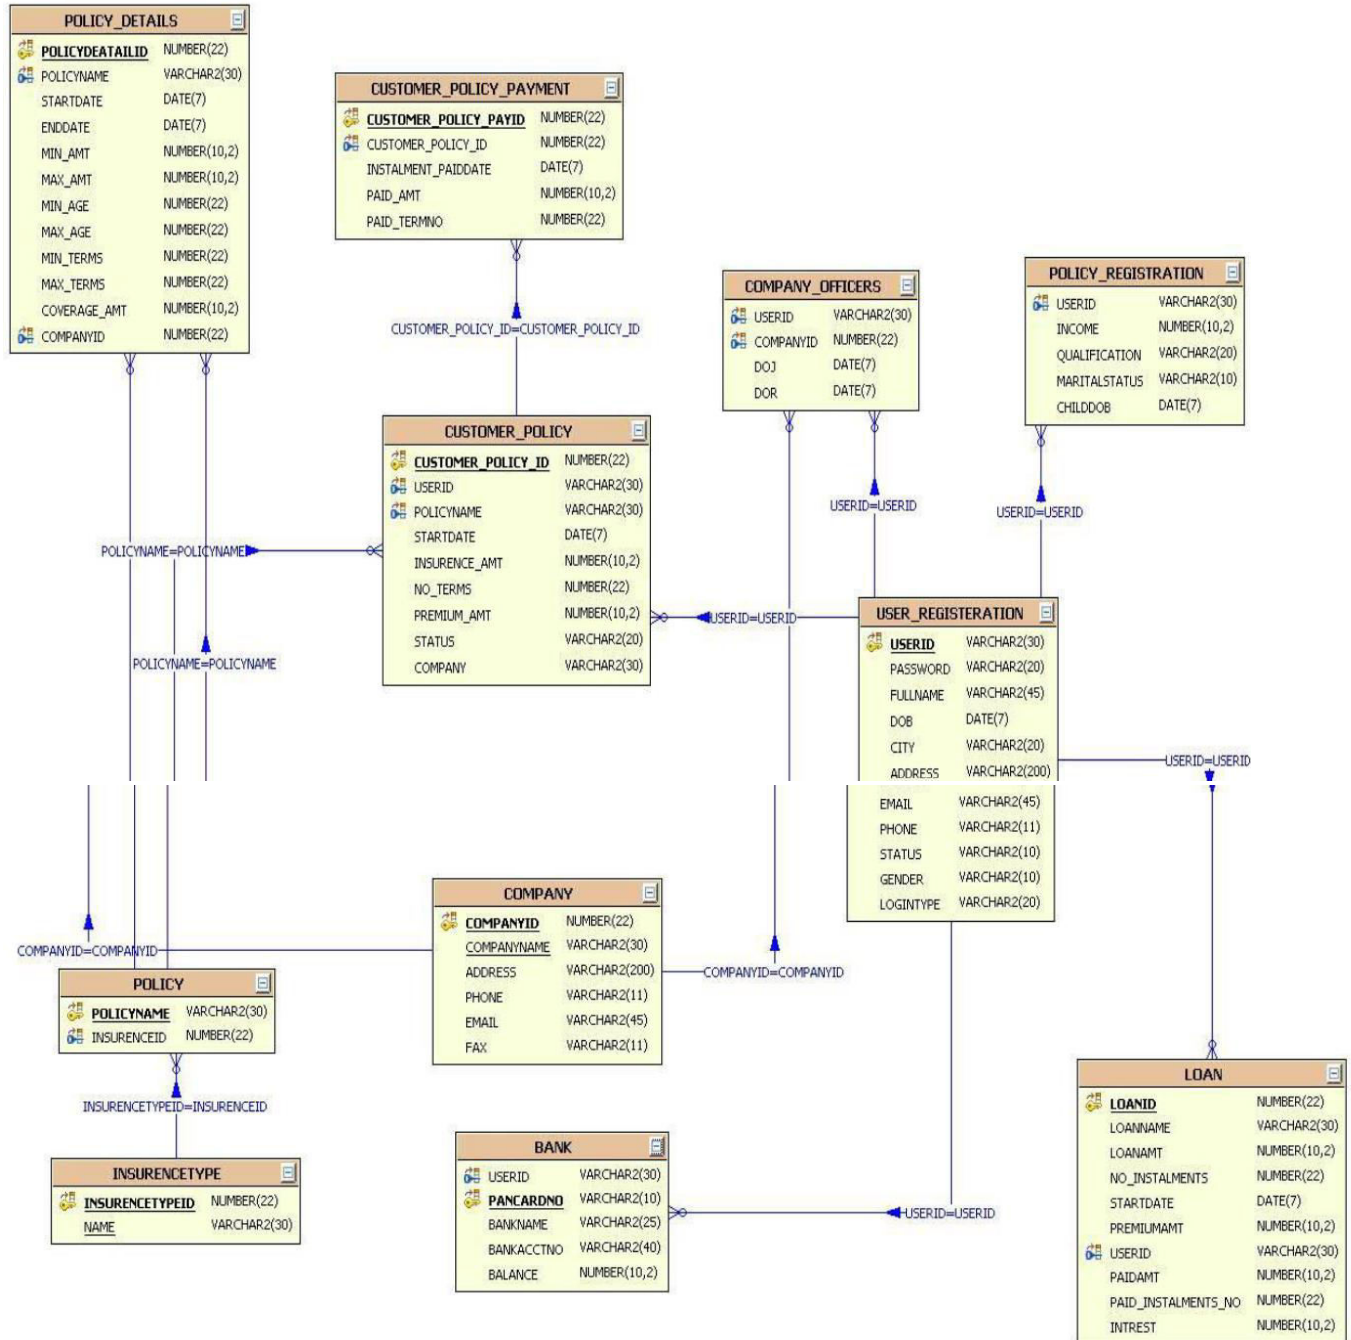 POLICY_DETAILS
POLICYDEATAILID NUMBER(22)
POLICYNAME VARCHAR2(30)
STARTDATE DATE(7)
ENDDATE DATE(7)
MIN_AMT NUMBER(10,2)
MAX_AMT NUMBER(10,2)
MIN_AGE NUMBER(22)
MAX_AGE NUMBER(22)
MIN_TERMS NUMBER(22)
MAX_TERMS NUMBER(22)
COVERAGE_AMT NUMBER(10,2)
COMPANYID NUMBER(22)
CUSTOMER_POLICY_PAYMENT
CUSTOMER_POLICY_PAYID NUMBER(22)
CUSTOMER_POLICY_ID NUMBER(22)
INSTALMENT_PAIDDATE DATE(7)
PAID_AMT NUMBER(10,2)
PAID_TERMNO NUMBER(22)
COMPANY_OFFICERS
USERID VARCHAR2(30)
COMPANYID NUMBER(22)
DOJ DATE(7)
DOR DATE(7)
POLICY_REGISTRATION
USERID VARCHAR2(30)
INCOME NUMBER(10,2)
QUALIFICATION VARCHAR2(20)
MARITALSTATUS VARCHAR2(10)
CHILDDOB DATE(7)
CUSTOMER_POLICY_ID=CUSTOMER_POLICY_ID
CUSTOMER_POLICY
CUSTOMER_POLICY_ID NUMBER(22)
USERID VARCHAR2(30)
POLICYNAME VARCHAR2(30)
STARTDATE DATE(7)
INSURENCE_AMT NUMBER(10,2)
NO_TERMS NUMBER(22)
PREMIUM_AMT NUMBER(10,2)
STATUS VARCHAR2(20)
COMPANY VARCHAR2(30)
USERID=USERID
USERID=USERID
POLICYNAME=POLICYNAME
USERID=USERID
POLICYNAME=POLICYNAME
USER_REGISTERATION
USERID VARCHAR2(30)
PASSWORD VARCHAR2(20)
FULLNAME VARCHAR2(45)
DOB DATE(7)
CITY VARCHAR2(20)
ADDRESS VARCHAR2(200)
EMAIL VARCHAR2(45)
PHONE VARCHAR2(11)
STATUS VARCHAR2(10)
GENDER VARCHAR2(10)
LOGINTYPE VARCHAR2(20)
USERID=USERID
COMPANY
COMPANYID NUMBER(22)
COMPANYNAME VARCHAR2(30)
ADDRESS VARCHAR2(200)
PHONE VARCHAR2(11)
EMAIL VARCHAR2(45)
FAX VARCHAR2(11)
COMPANYID=COMPANYID
COMPANYID=COMPANYID
POLICY
POLICYNAME VARCHAR2(30)
INSURENCEID NUMBER(22)
INSURENCETYPEID=INSURENCEID
INSURENCETYPE
INSURENCETYPEID NUMBER(22)
NAME VARCHAR2(30)
BANK
USERID VARCHAR2(30)
PANCARDNO VARCHAR2(10)
BANKNAME VARCHAR2(25)
BANKACCTNO VARCHAR2(40)
BALANCE NUMBER(10,2)
USERID=USERID
LOAN
LOANID NUMBER(22)
LOANNAME VARCHAR2(30)
LOANAMT NUMBER(10,2)
NO_INSTALMENTS NUMBER(22)
STARTDATE DATE(7)
PREMIUMAMT NUMBER(10,2)
USERID VARCHAR2(30)
PAIDAMT NUMBER(10,2)
PAID_INSTALMENTS_NO NUMBER(22)
INTREST NUMBER(10,2)